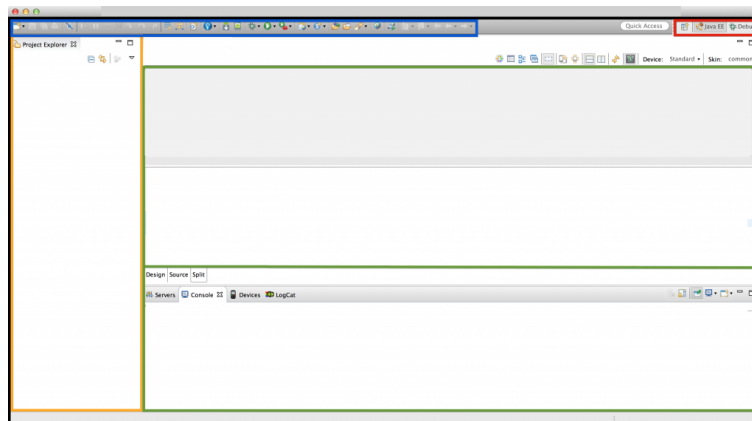 Quick Access
Java EE
Debu
Project Explorer
Device: Standard
Skin: common
Design Source Split
Servers Console Devices LogCat